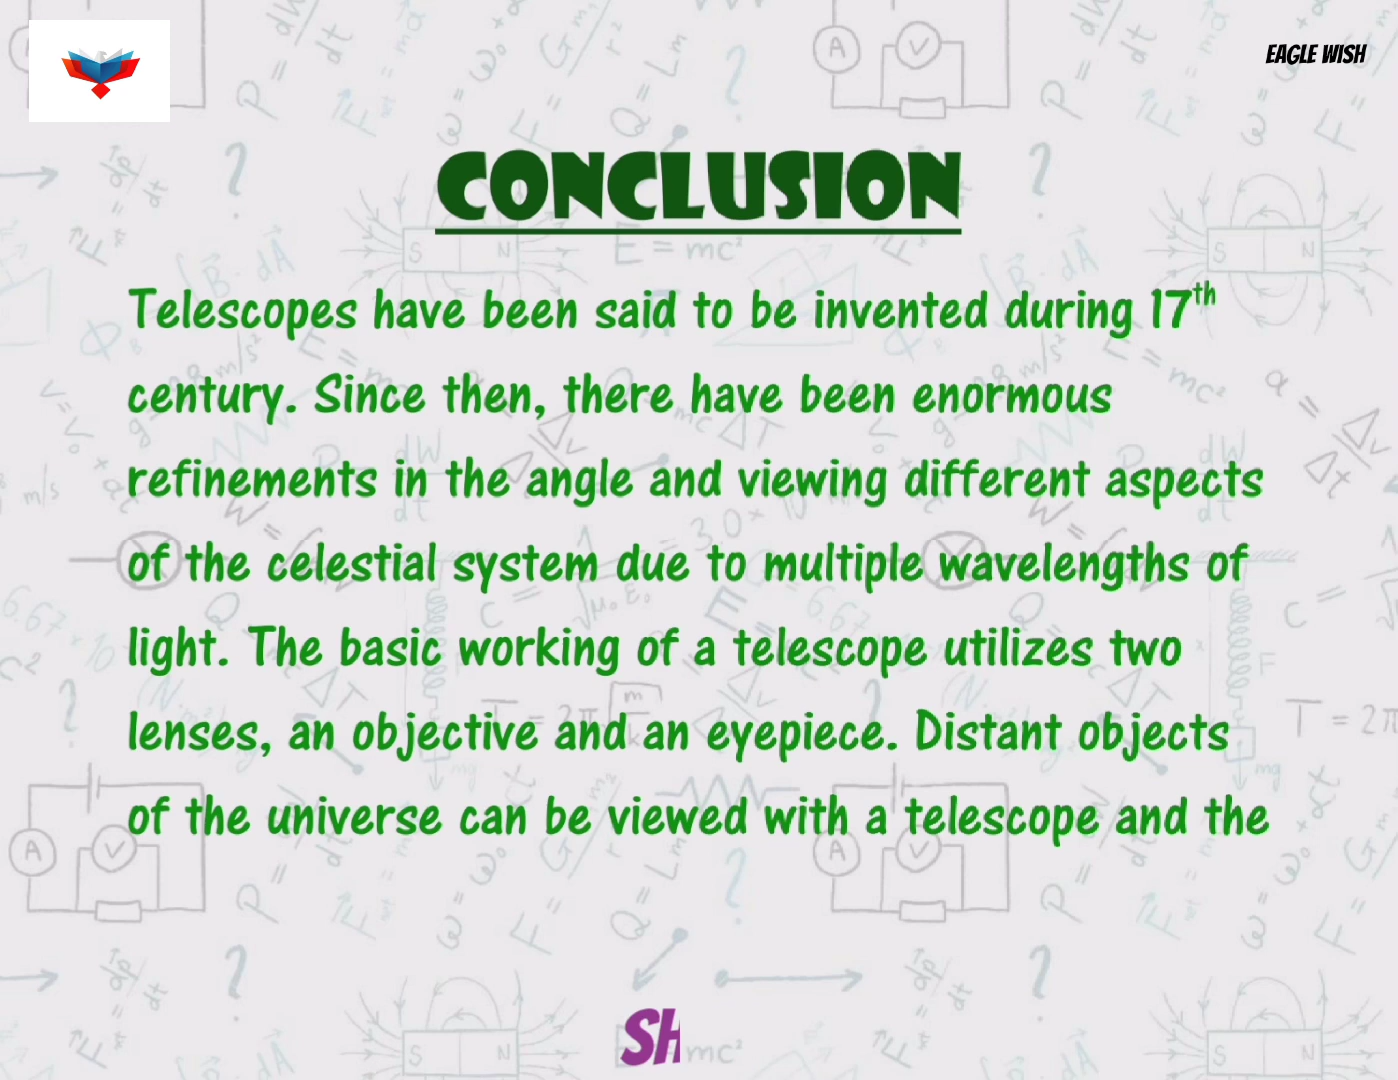 EAGLE WISH
CONCLUSION
Telescopes have been said to be invented during 17th
century. Since then, there have been enormous
refinements in the angle and viewing different aspects
of the celestial system due to multiple wavelengths of
light. The basic working of a telescope utilizes two
lenses, an objective and an eyepiece. Distant objects
of the universe can be viewed with a telescope and the
SH